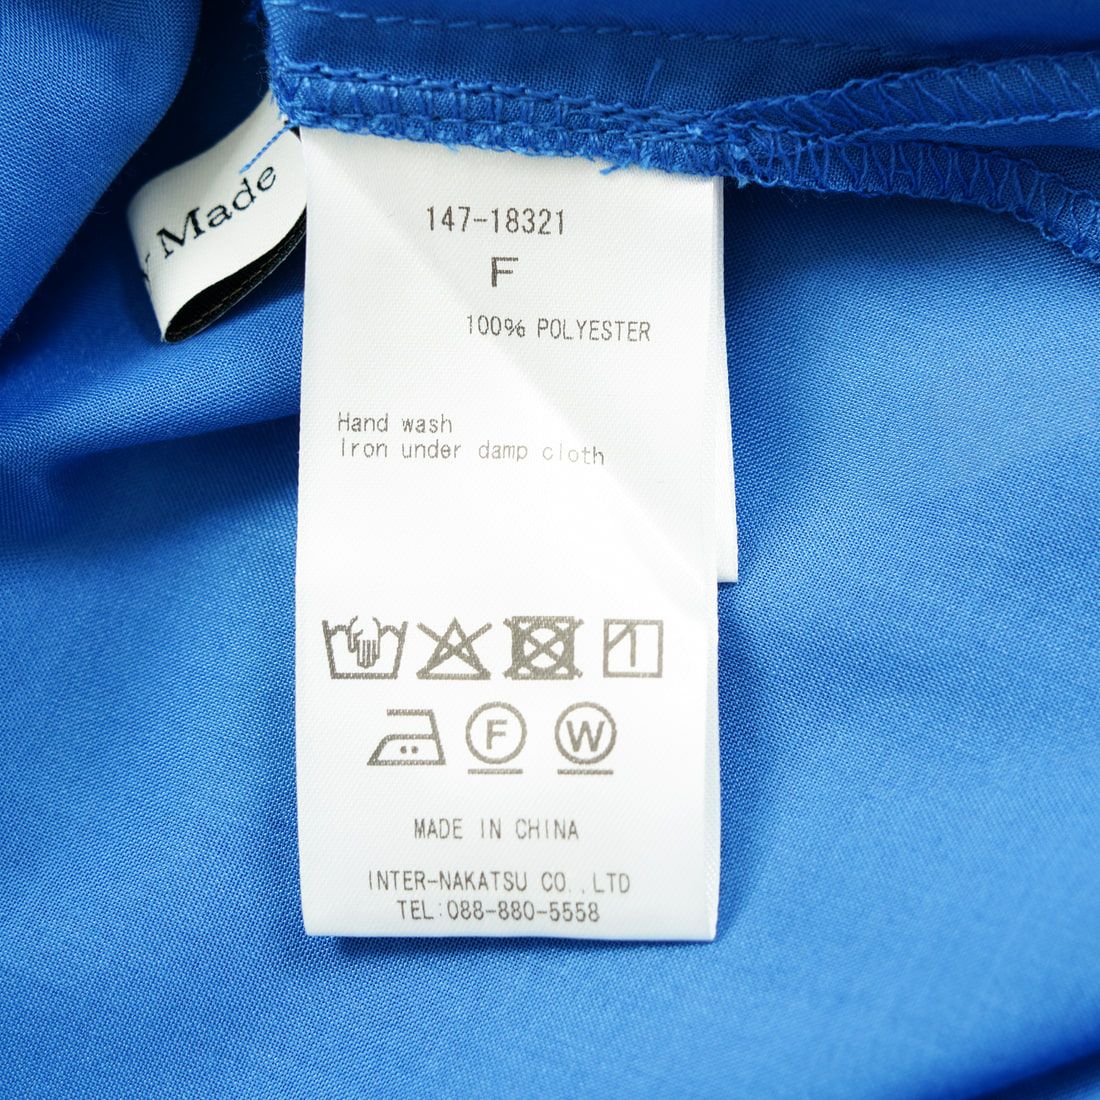 Made
147-18321
F
100% POLYESTER
Hand wash
Iron under damp cloth
F
W
MADE IN CHINA
INTER-NAKATSU CO.,LTD
TEL:088-880-5558